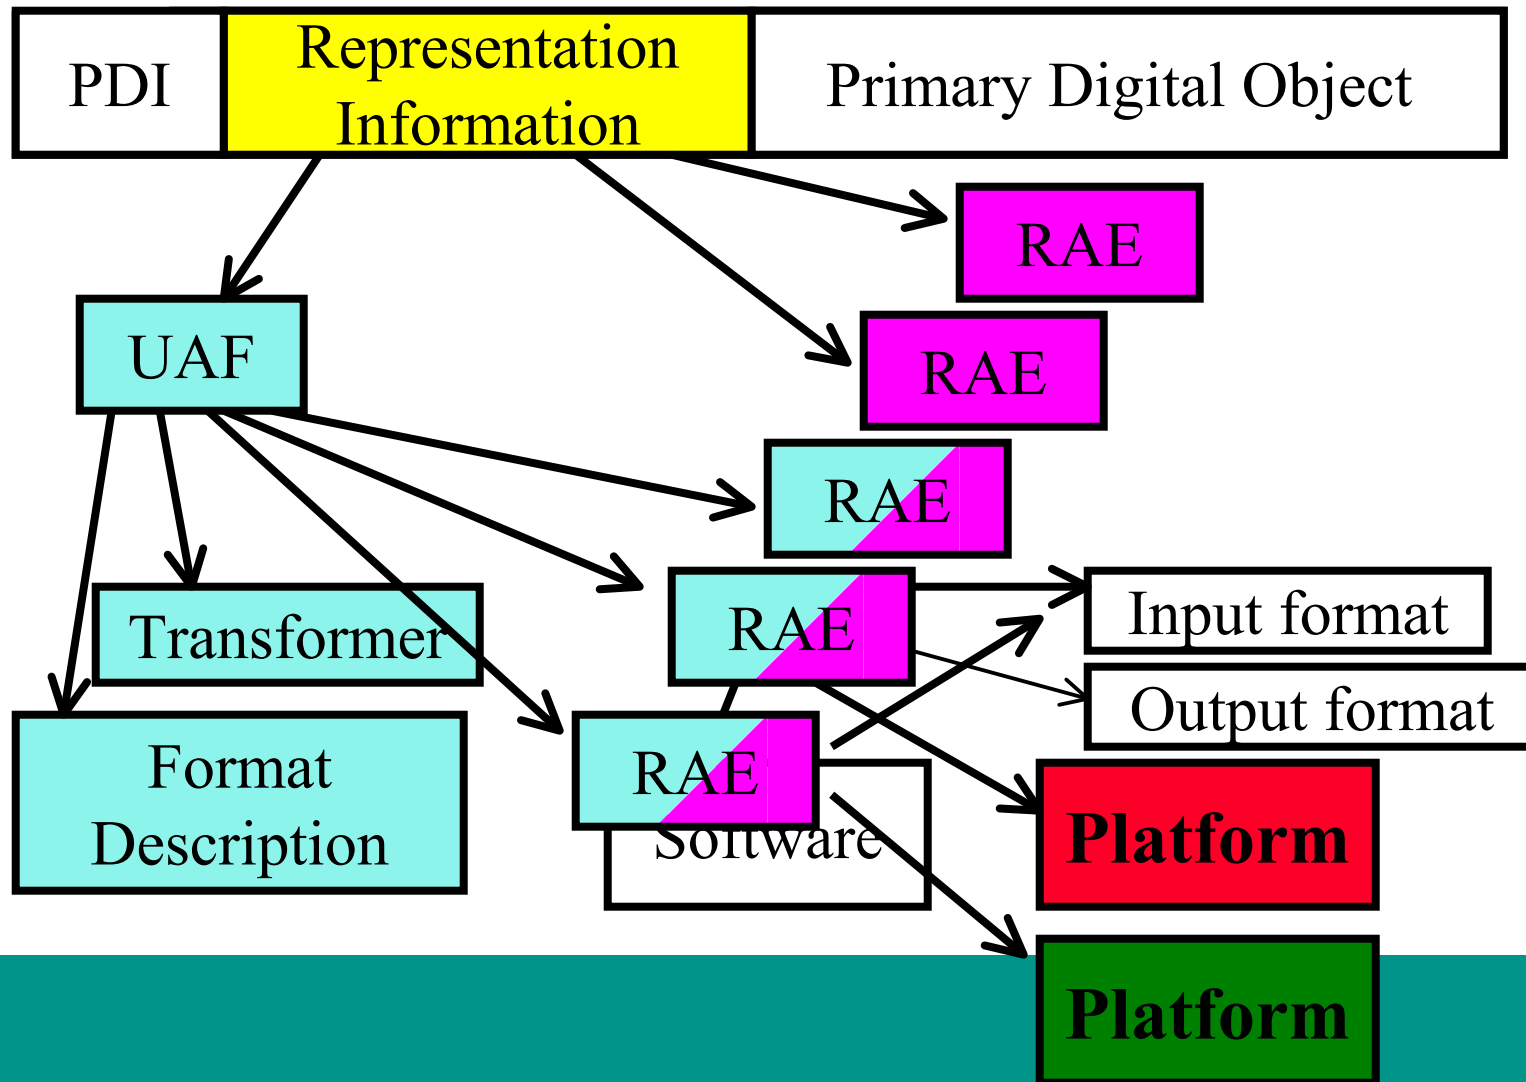 PDI
Representation
Information
Primary Digital Object
RAE
UAF
RAE
RAE
RAE
Input format
Transformer
Output format
Format
Description
RAE
Software
Platform
Platform